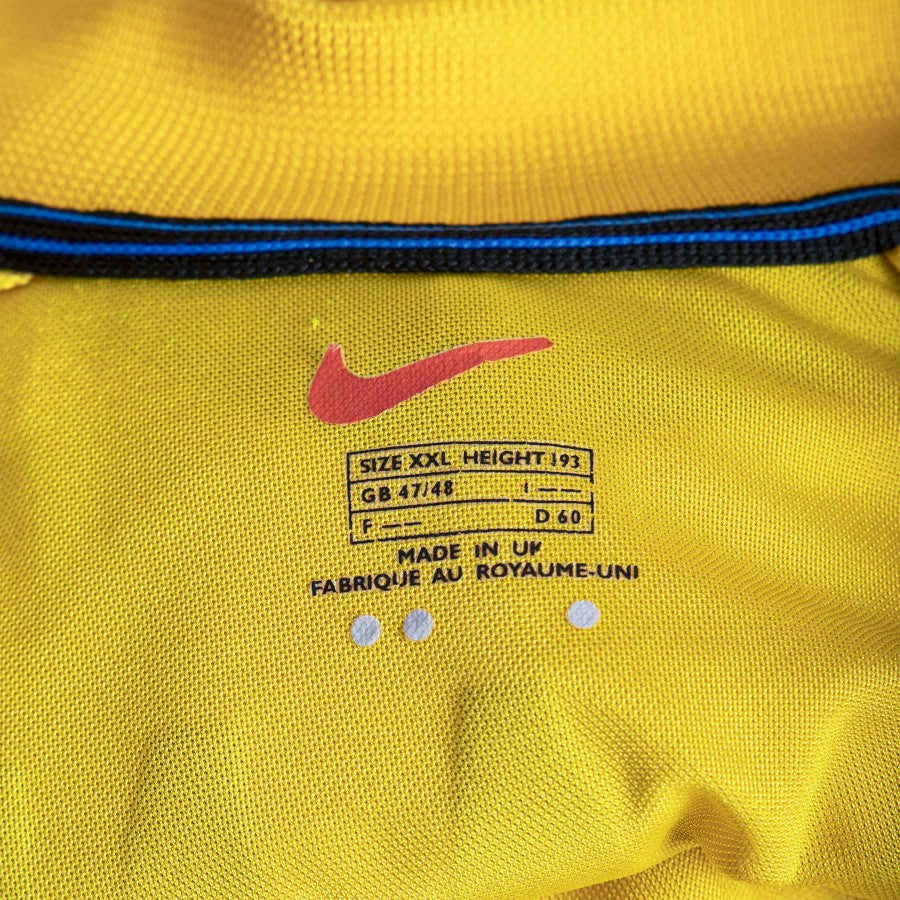 SIZE XXL HEIGHT 193
GB 47/48 I ——
F —— D 60
MADE IN UK
FABRIQUE AU ROYAUME-UNI